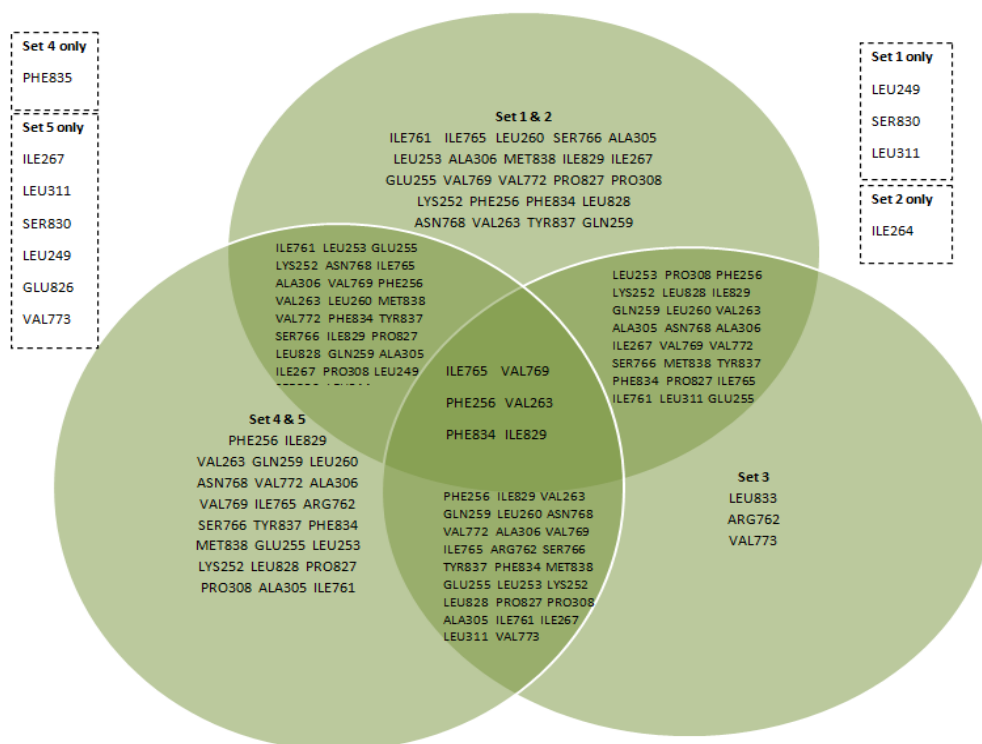 Set 4 only
PHE835
Set 5 only
ILE267
LEU311
SER830
LEU249
GLU826
VAL773
Set 1 & 2
ILE761 ILE765 LEU260 SER766 ALA305
LEU253 ALA306 MET838 ILE829 ILE267
GLU255 VAL769 VAL772 PRO827 PRO308
LYS252 PHE256 PHE834 LEU828
ASN768 VAL263 TYR837 GLN259
Set 1 only
LEU249
SER830
LEU311
Set 2 only
ILE264
ILE761 LEU253 GLU255
LYS252 ASN768 ILE765
ALA306 VAL769 PHE256
VAL263 LEU260 MET838
VAL772 PHE834 TYR837
SER766 ILE829 PRO827
LEU828 GLN259 ALA305
ILE267 PRO308 LEU249
LEU253 PRO308 PHE256
LYS252 LEU828 ILE829
GLN259 LEU260 VAL263
ALA305 ASN768 ALA306
ILE267 VAL769 VAL772
SER766 MET838 TYR837
PHE834 PRO827 ILE765
ILE761 LEU311 GLU255
ILE765 VAL769
PHE256 VAL263
PHE834 ILE829
Set 4 & 5
PHE256 ILE829
VAL263 GLN259 LEU260
ASN768 VAL772 ALA306
VAL769 ILE765 ARG762
SER766 TYR837 PHE834
MET838 GLU255 LEU253
LYS252 LEU828 PRO827
PRO308 ALA305 ILE761
PHE256 ILE829 VAL263
GLN259 LEU260 ASN768
VAL772 ALA306 VAL769
ILE765 ARG762 SER766
TYR837 PHE834 MET838
GLU255 LEU253 LYS252
LEU828 PRO827 PRO308
ALA305 ILE761 ILE267
LEU311 VAL773
Set 3
LEU833
ARG762
VAL773